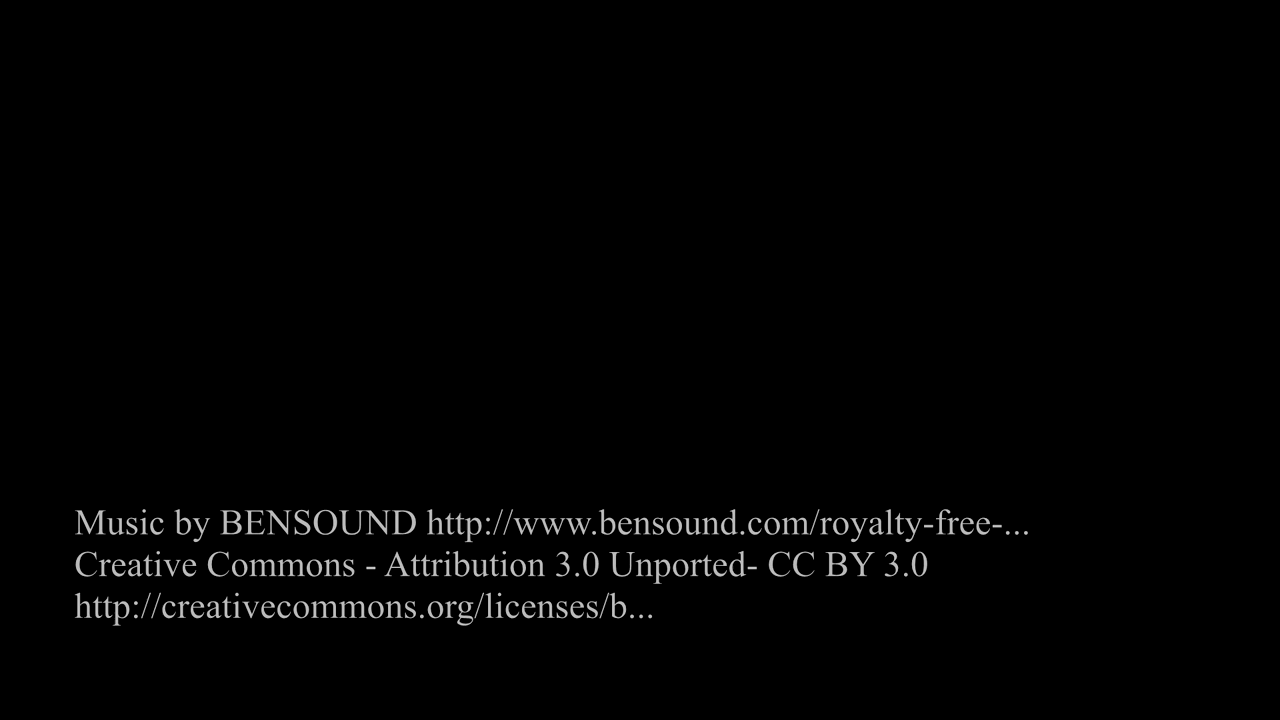 Music by BENSOUND http://www.bensound.com/royalty-free-...
Creative Commons - Attribution 3.0 Unported- CC BY 3.0
http://creativecommons.org/licenses/b...